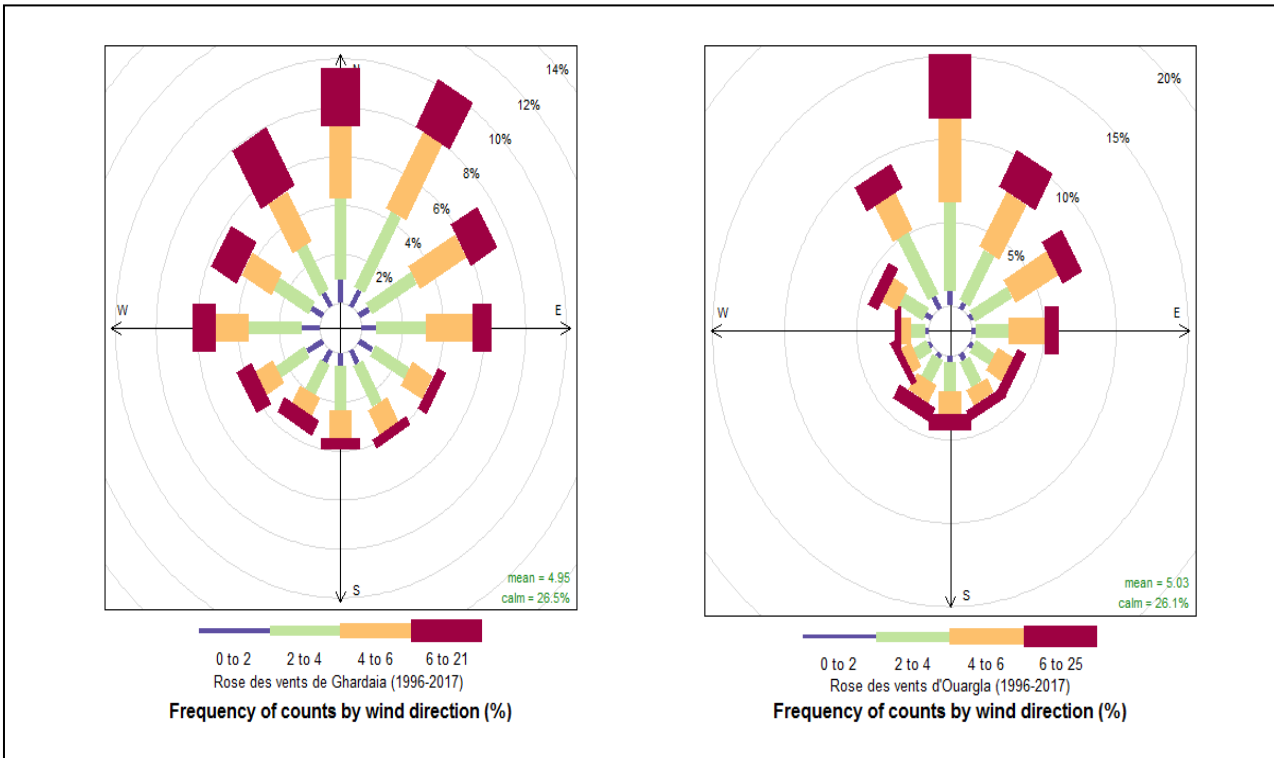 N
14%
12%
10%
8%
6%
4%
2%
W
E
S
mean = 4.95
calm = 26.5%
0 to 2 2 to 4 4 to 6 6 to 21
Rose des vents de Ghardaia (1996-2017)
Frequency of counts by wind direction (%)
20%
15%
10%
5%
W
E
S
mean = 5.03
calm = 26.1%
0 to 2 2 to 4 4 to 6 6 to 25
Rose des vents d'Ouargla (1996-2017)
Frequency of counts by wind direction (%)